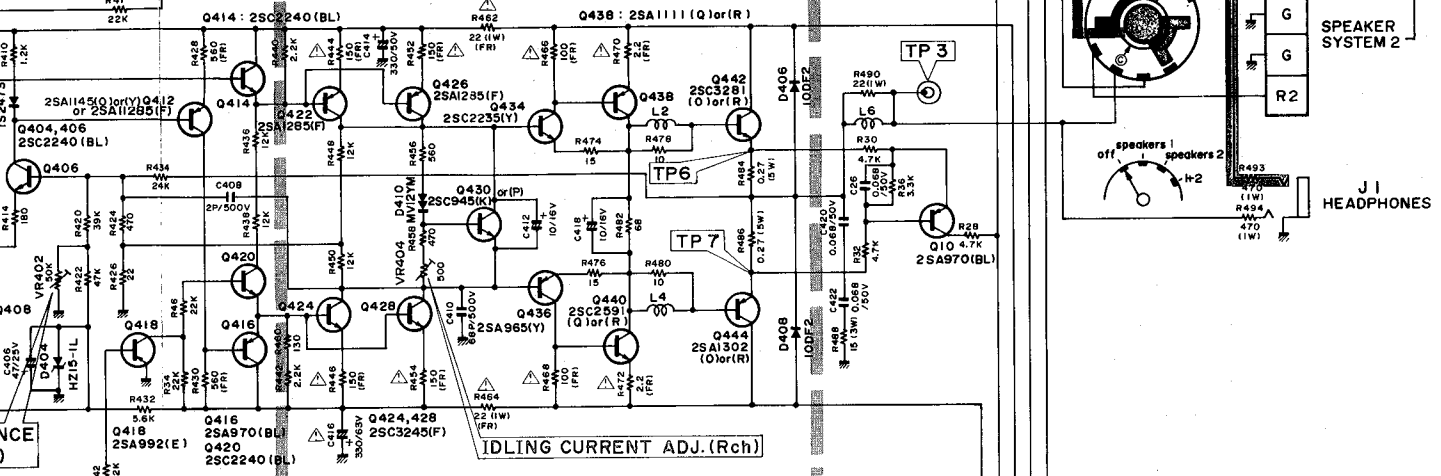 R41
22K
Q414 : 2SC2240(BL)
R462
22 (1W)
(FR)
Q438 : 2SA1111(Q)or(R)
G
G
R2
SPEAKER
SYSTEM 2
TP 3
R410
1.2K
R428
560
(FR)
R440
2.2K
R444
150
(FR)
C414
330/50V
R452
150
(FR)
R466
100
(FR)
R470
2.2
(FR)
Q442
2SC3281
(O)or(R)
D406
10DF2
R490
22(1W)
L6
2SA1145(O)or(Y)Q412
or 2SA11285(F)
Q414
Q404,406
2SC2240(BL)
Q422
2SA1285(F)
Q426
2SA1285(F)
Q434
2SC2235(Y)
Q438
L2
R474
15
R478
10
TP6
R484
0.27
(5W)
R30
4.7K
C26
0.068
/50V
R36
3.3K
off
speakers 1
speakers 2
1+2
R493
470
(1W)
R494
470
(1W)
J1
HEADPHONES
Q406
R434
24K
C408
2P/500V
R436
12K
R448
12K
R456
560
D410
MV12YM
Q430 or(P)
2SC945(K)
R414
180
R420
39K
R424
470
R438
12K
R458
470
C412
10/16V
C418
10/16V
R482
68
TP 7
R486
0.27(5W)
C420
0.068/50V
R32
4.7K
Q10
2SA970(BL)
R28
4.7K
VR402
50K
R422
47K
R426
22
Q420
R450
12K
VR404
500
R476
15
R480
10
L4
C422
0.068
/50V
R488
15 (3W)
Q408
R46
22K
Q424
Q428
C410
68P/500V
Q436
2SA965(Y)
Q440
2SC2591
(Q)or(R)
Q444
2SA1302
(O)or(R)
D408
10DF2
C406
47/25V
D404
HZ15-1L
Q418
Q416
R34
22K
R430
560
(FR)
R460
130
R442
2.2K
R446
150
(FR)
R454
150
(FR)
R468
100
(FR)
R472
2.2
(FR)
R464
22 (1W)
(FR)
R432
5.6K
Q418
2SA992(E)
Q416
2SA970(BL)
Q420
2SC2240(BL)
C416
330/63V
Q424,428
2SC3245(F)
IDLING CURRENT ADJ.(Rch)
NCE